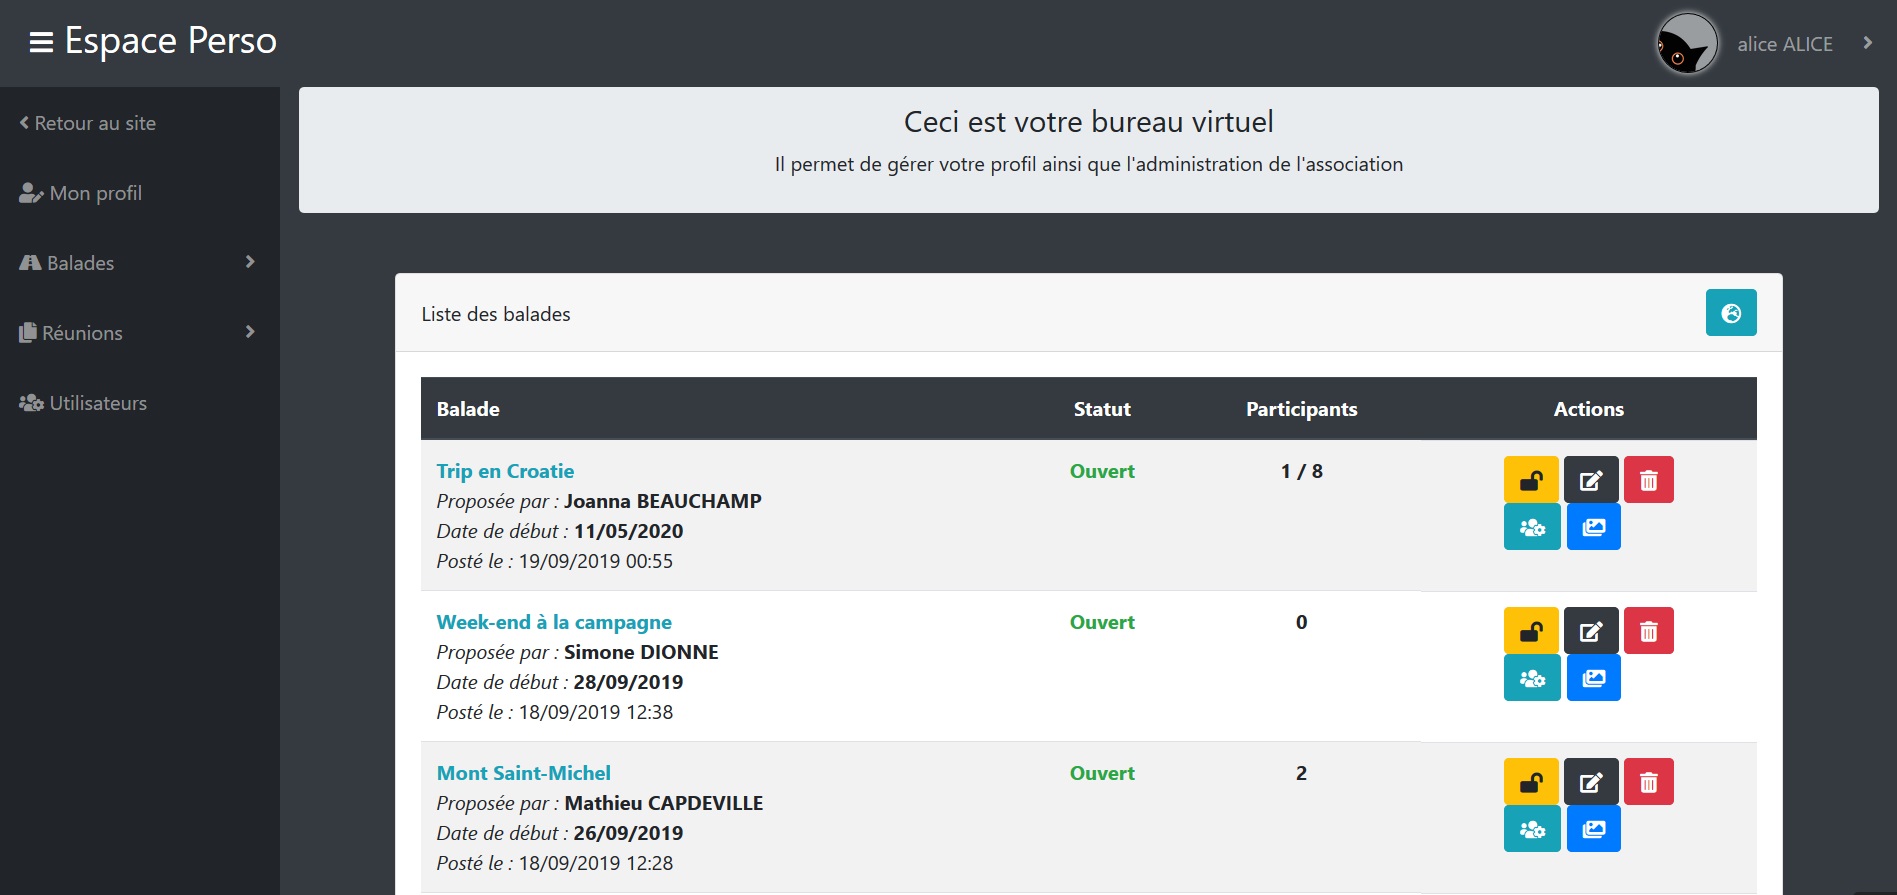 Espace Perso
alice ALICE
Retour au site
Mon profil
Balades
Réunions
Utilisateurs
Ceci est votre bureau virtuel
Il permet de gérer votre profil ainsi que l'administration de l'association
Liste des balades
Balade Statut Participants Actions
Trip en Croatie Ouvert 1 / 8
Proposée par : Joanna BEAUCHAMP
Date de début : 11/05/2020
Posté le : 19/09/2019 00:55
Week-end à la campagne Ouvert 0
Proposée par : Simone DIONNE
Date de début : 28/09/2019
Posté le : 18/09/2019 12:38
Mont Saint-Michel Ouvert 2
Proposée par : Mathieu CAPDEVILLE
Date de début : 26/09/2019
Posté le : 18/09/2019 12:28